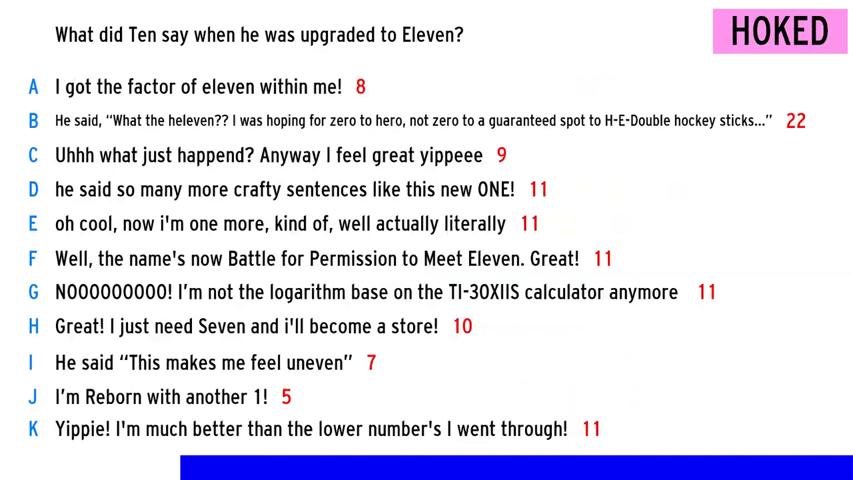 What did Ten say when he was upgraded to Eleven?
HOKED
A I got the factor of eleven within me! 8
B He said, “What the heleven?? I was hoping for zero to hero, not zero to a guaranteed spot to H-E-Double hockey sticks...” 22
C Uhhh what just happend? Anyway I feel great yippeee 9
D he said so many more crafty sentences like this new ONE! 11
E oh cool, now i'm one more, kind of, well actually literally 11
F Well, the name's now Battle for Permission to Meet Eleven. Great! 11
G NOOOOOOOOO! I’m not the logarithm base on the TI-30XIIS calculator anymore 11
H Great! I just need Seven and i'll become a store! 10
I He said “This makes me feel uneven” 7
J I’m Reborn with another 1! 5
K Yippie! I'm much better than the lower number's I went through! 11